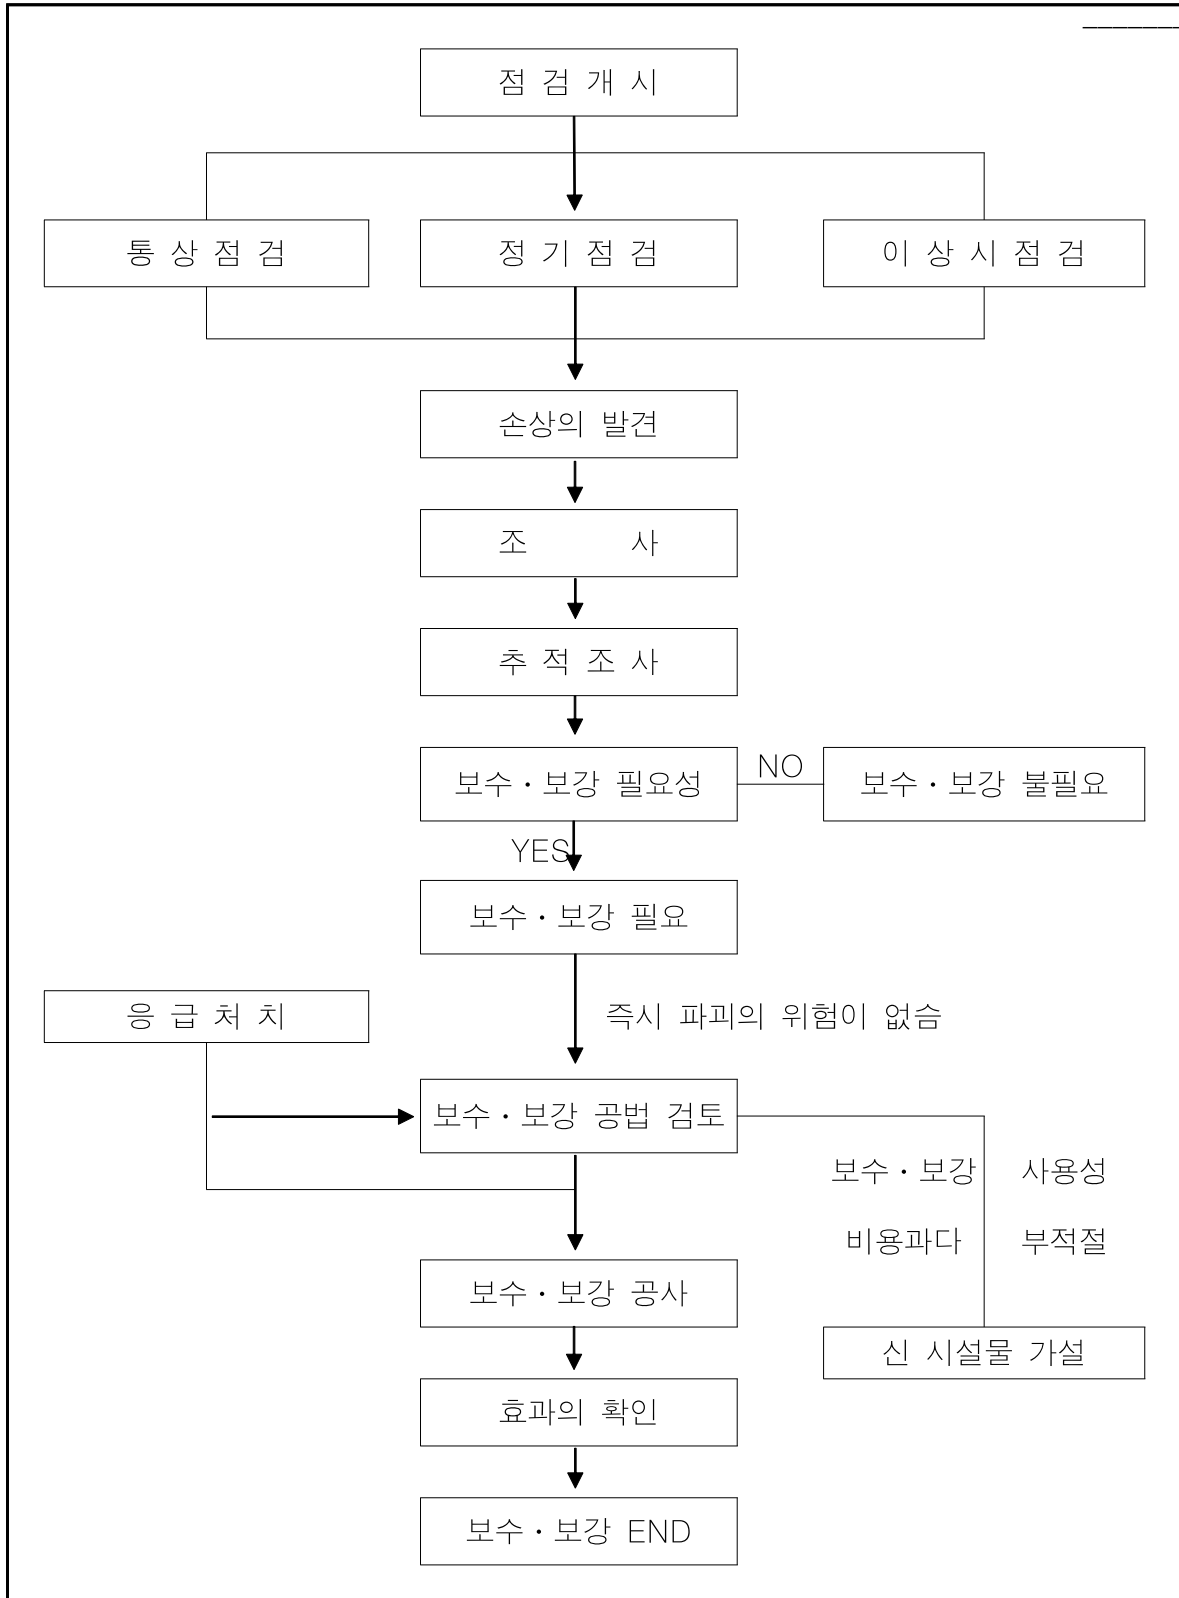 점 검 개 시
통 상 점 검
정 기 점 검
이 상 시 점 검
손상의 발견
조 사
추 적 조 사
보수·보강 필요성
NO
보수·보강 불필요
YES
보수·보강 필요
응 급 처 치
즉시 파괴의 위험이 없슴
보수·보강 공법 검토
보수·보강 사용성
비용과다 부적절
보수·보강 공사
신 시설물 가설
효과의 확인
보수·보강 END